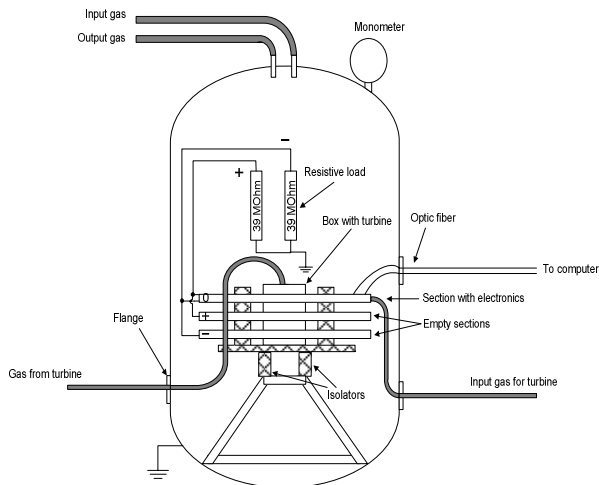 Input gas
Output gas
Monometer
–
+
Resistive load
39 MOhm
39 MOhm
Box with turbine
Optic fiber
To computer
0
Section with electronics
+
Empty sections
–
Flange
Gas from turbine
Isolators
Input gas for turbine